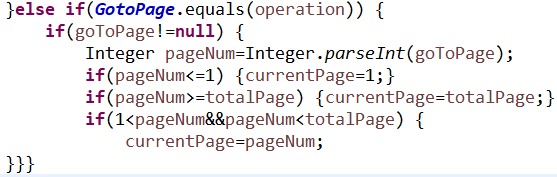 }else if(GotoPage.equals(operation)) {
if(goToPage!=null) {
Integer pageNum=Integer.parseInt(goToPage);
if(pageNum<=1) {currentPage=1;}
if(pageNum>=totalPage) {currentPage=totalPage;}
if(1<pageNum&&pageNum<totalPage) {
currentPage=pageNum;
}}}